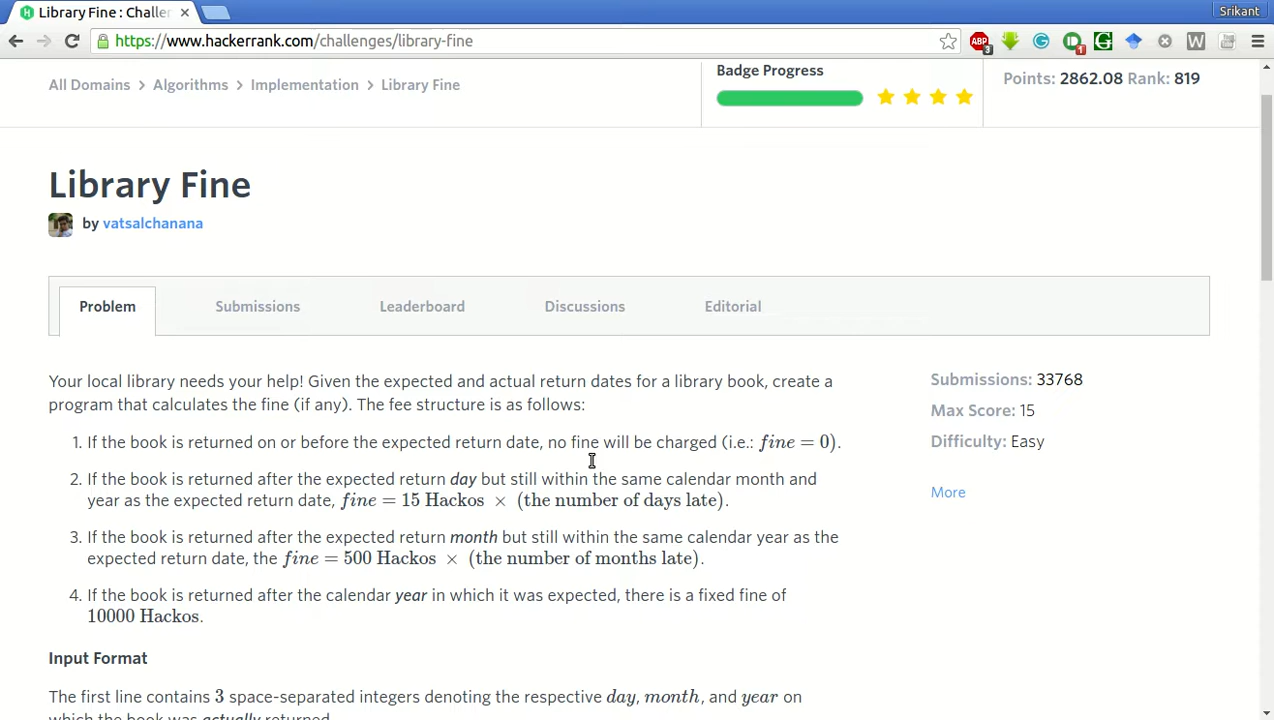 Library Fine : Challe
Srikant
https://www.hackerrank.com/challenges/library-fine
ABP
3
1
G
W
All Domains > Algorithms > Implementation > Library Fine
Badge Progress
Points: 2862.08 Rank: 819
Library Fine
by vatsalchanana
Problem
Submissions
Leaderboard
Discussions
Editorial
Your local library needs your help! Given the expected and actual return dates for a library book, create a
program that calculates the fine (if any). The fee structure is as follows:
1. If the book is returned on or before the expected return date, no fine will be charged (i.e.: fine = 0).
2. If the book is returned after the expected return day but still within the same calendar month and
year as the expected return date, fine = 15 Hackos × (the number of days late).
3. If the book is returned after the expected return month but still within the same calendar year as the
expected return date, the fine = 500 Hackos × (the number of months late).
4. If the book is returned after the calendar year in which it was expected, there is a fixed fine of
10000 Hackos.
Submissions: 33768
Max Score: 15
Difficulty: Easy
More
Input Format
The first line contains 3 space-separated integers denoting the respective day, month, and year on
which the book was actually returned.